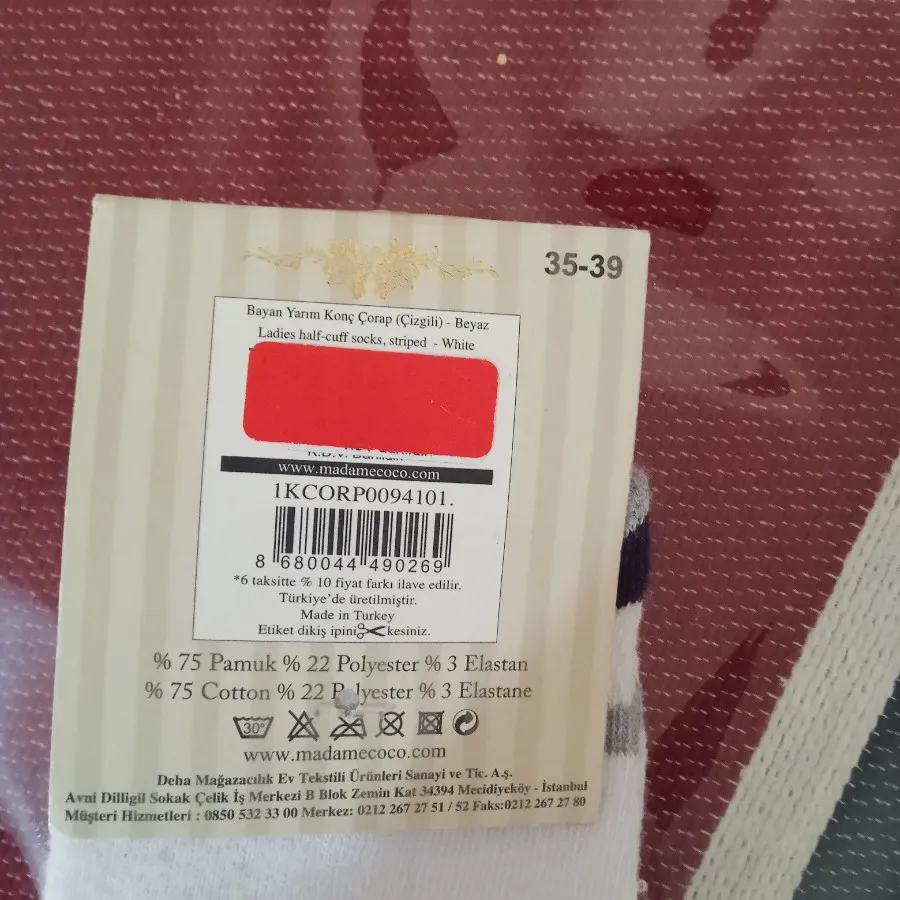 35-39
Bayan Yarım Konç Çorap (Çizgili) - Beyaz
Ladies half-cuff socks, striped - White
K.D.V. Dahildir
www.madamecoco.com
1KCORP0094101.
8 680044 490269
*6 taksitte % 10 fiyat farkı ilave edilir.
Türkiye'de üretilmiştir.
Made in Turkey
Etiket dikiş ipini kesiniz.
% 75 Pamuk % 22 Polyester % 3 Elastan
% 75 Cotton % 22 Polyester % 3 Elastane
30°
www.madamecoco.com
Deha Mağazacılık Ev Tekstili Ürünleri Sanayi ve Tic. A.Ş.
Avni Dilligil Sokak Çelik İş Merkezi B Blok Zemin Kat 34394 Mecidiyeköy - İstanbul
Müşteri Hizmetleri : 0850 532 33 00 Merkez: 0212 267 27 51 / 52 Faks:0212 267 27 80